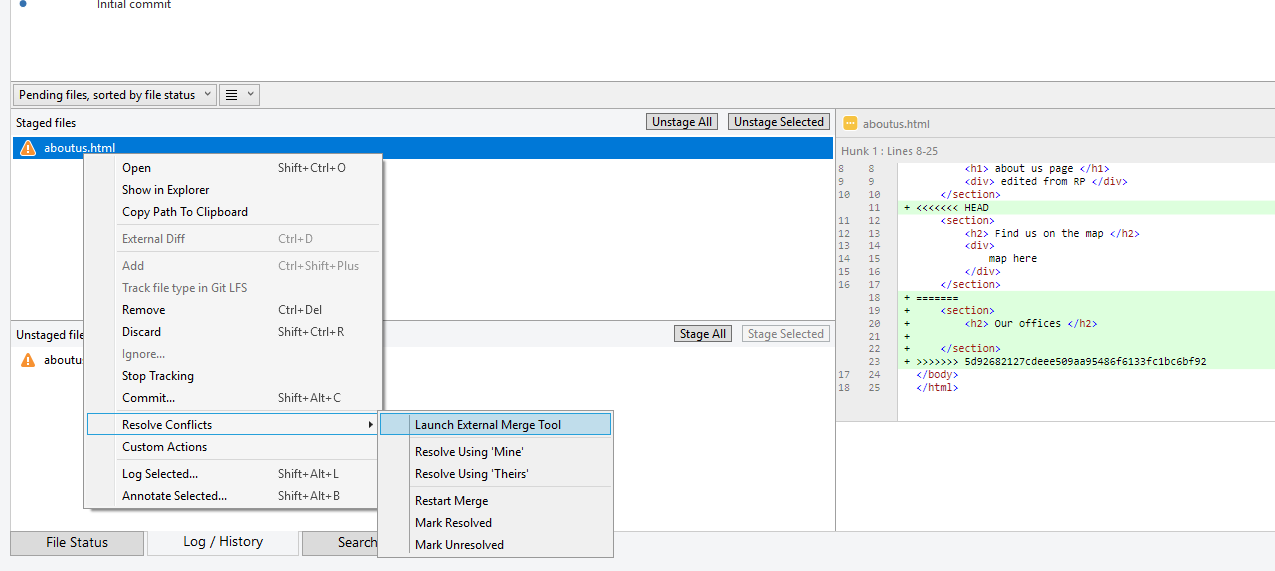 Initial commit
Pending files, sorted by file status
Staged files
Unstage All
Unstage Selected
aboutus.html
Open Shift+Ctrl+O
Show in Explorer
Copy Path To Clipboard
External Diff Ctrl+D
Add Ctrl+Shift+Plus
Track file type in Git LFS
Remove Ctrl+Del
Discard Shift+Ctrl+R
Ignore...
Stop Tracking
Commit... Shift+Alt+C
Resolve Conflicts
Custom Actions
Log Selected... Shift+Alt+L
Annotate Selected... Shift+Alt+B
Launch External Merge Tool
Resolve Using 'Mine'
Resolve Using 'Theirs'
Restart Merge
Mark Resolved
Mark Unresolved
Unstaged file
Stage All
Stage Selected
aboutus
File Status
Log / History
Search
aboutus.html
Hunk 1 : Lines 8-25
8 8 <h1> about us page </h1>
9 9 <div> edited from RP </div>
10 10 </section>
11 + <<<<<<< HEAD
11 12 <section>
12 13 <h2> Find us on the map </h2>
13 14 <div>
14 15 map here
15 16 </div>
16 17 </section>
18 + =======
19 + <section>
20 + <h2> Our offices </h2>
21 +
22 + </section>
23 + >>>>>>> 5d92682127cdeee509aa95486f6133fc1bc6bf92
17 24 </body>
18 25 </html>